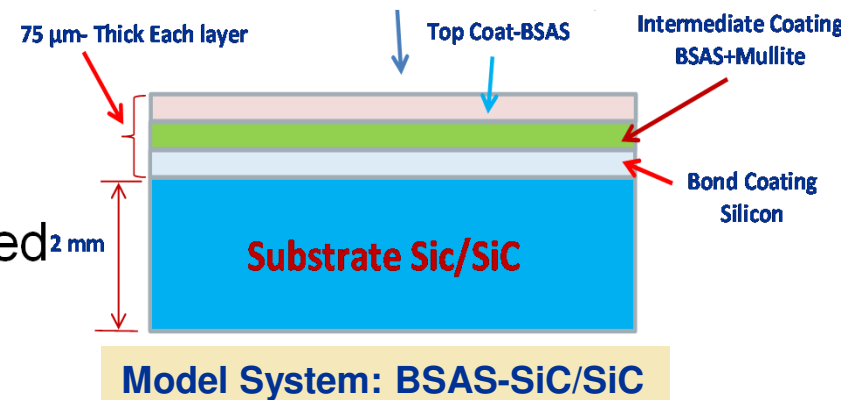 75 µm- Thick Each layer
Top Coat-BSAS
Intermediate Coating
BSAS+Mullite
Bond Coating
Silicon
ed
2 mm
Substrate Sic/SiC
Model System: BSAS-SiC/SiC